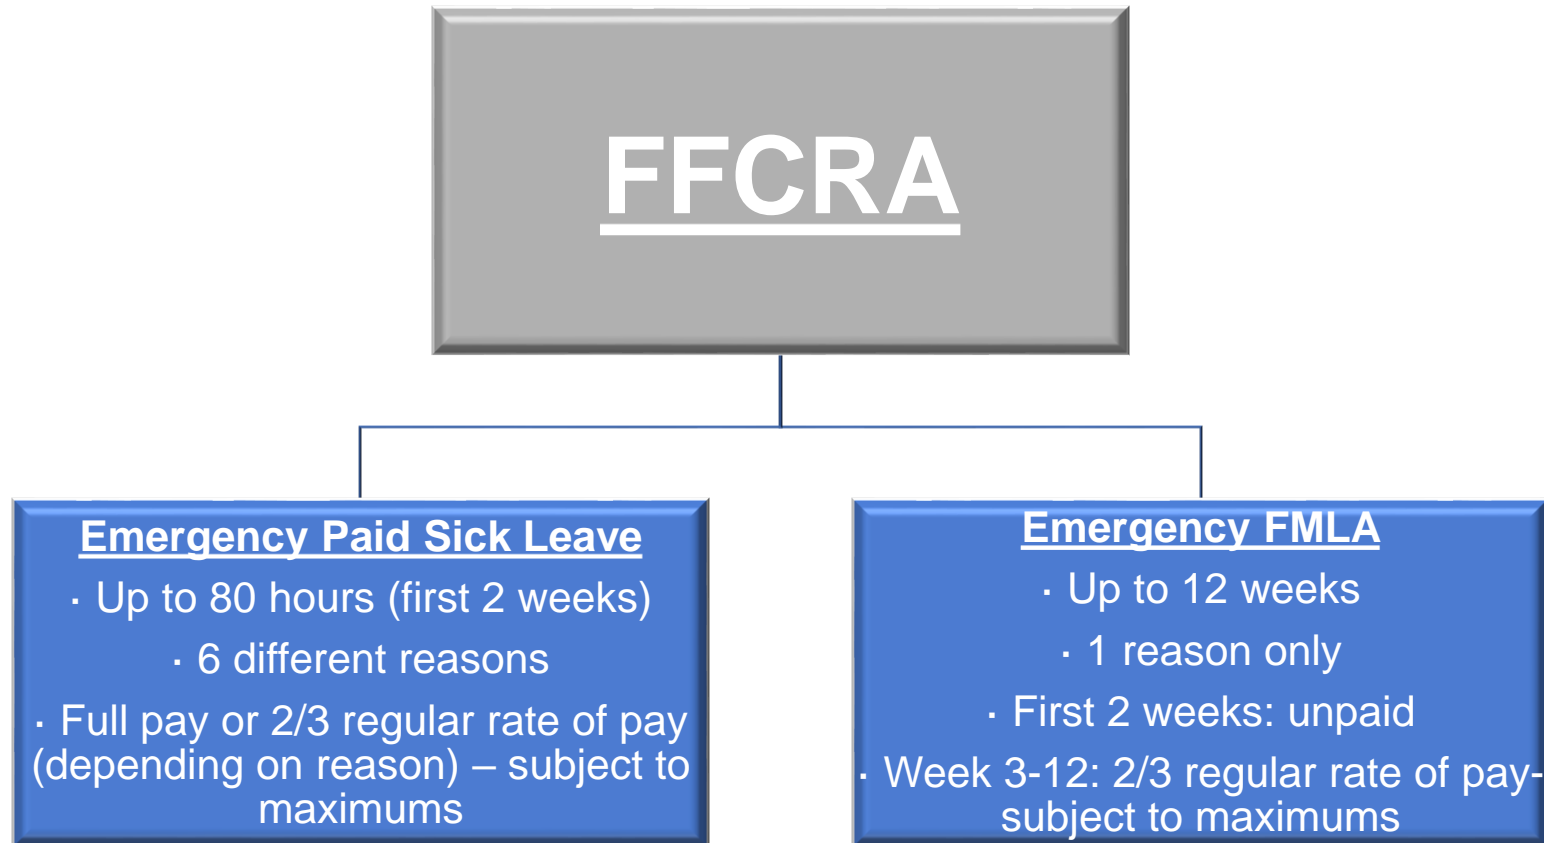 FFCRA
Emergency Paid Sick Leave
· Up to 80 hours (first 2 weeks)
· 6 different reasons
· Full pay or 2/3 regular rate of pay
(depending on reason) – subject to
maximums
Emergency FMLA
· Up to 12 weeks
· 1 reason only
· First 2 weeks: unpaid
· Week 3-12: 2/3 regular rate of pay-
subject to maximums